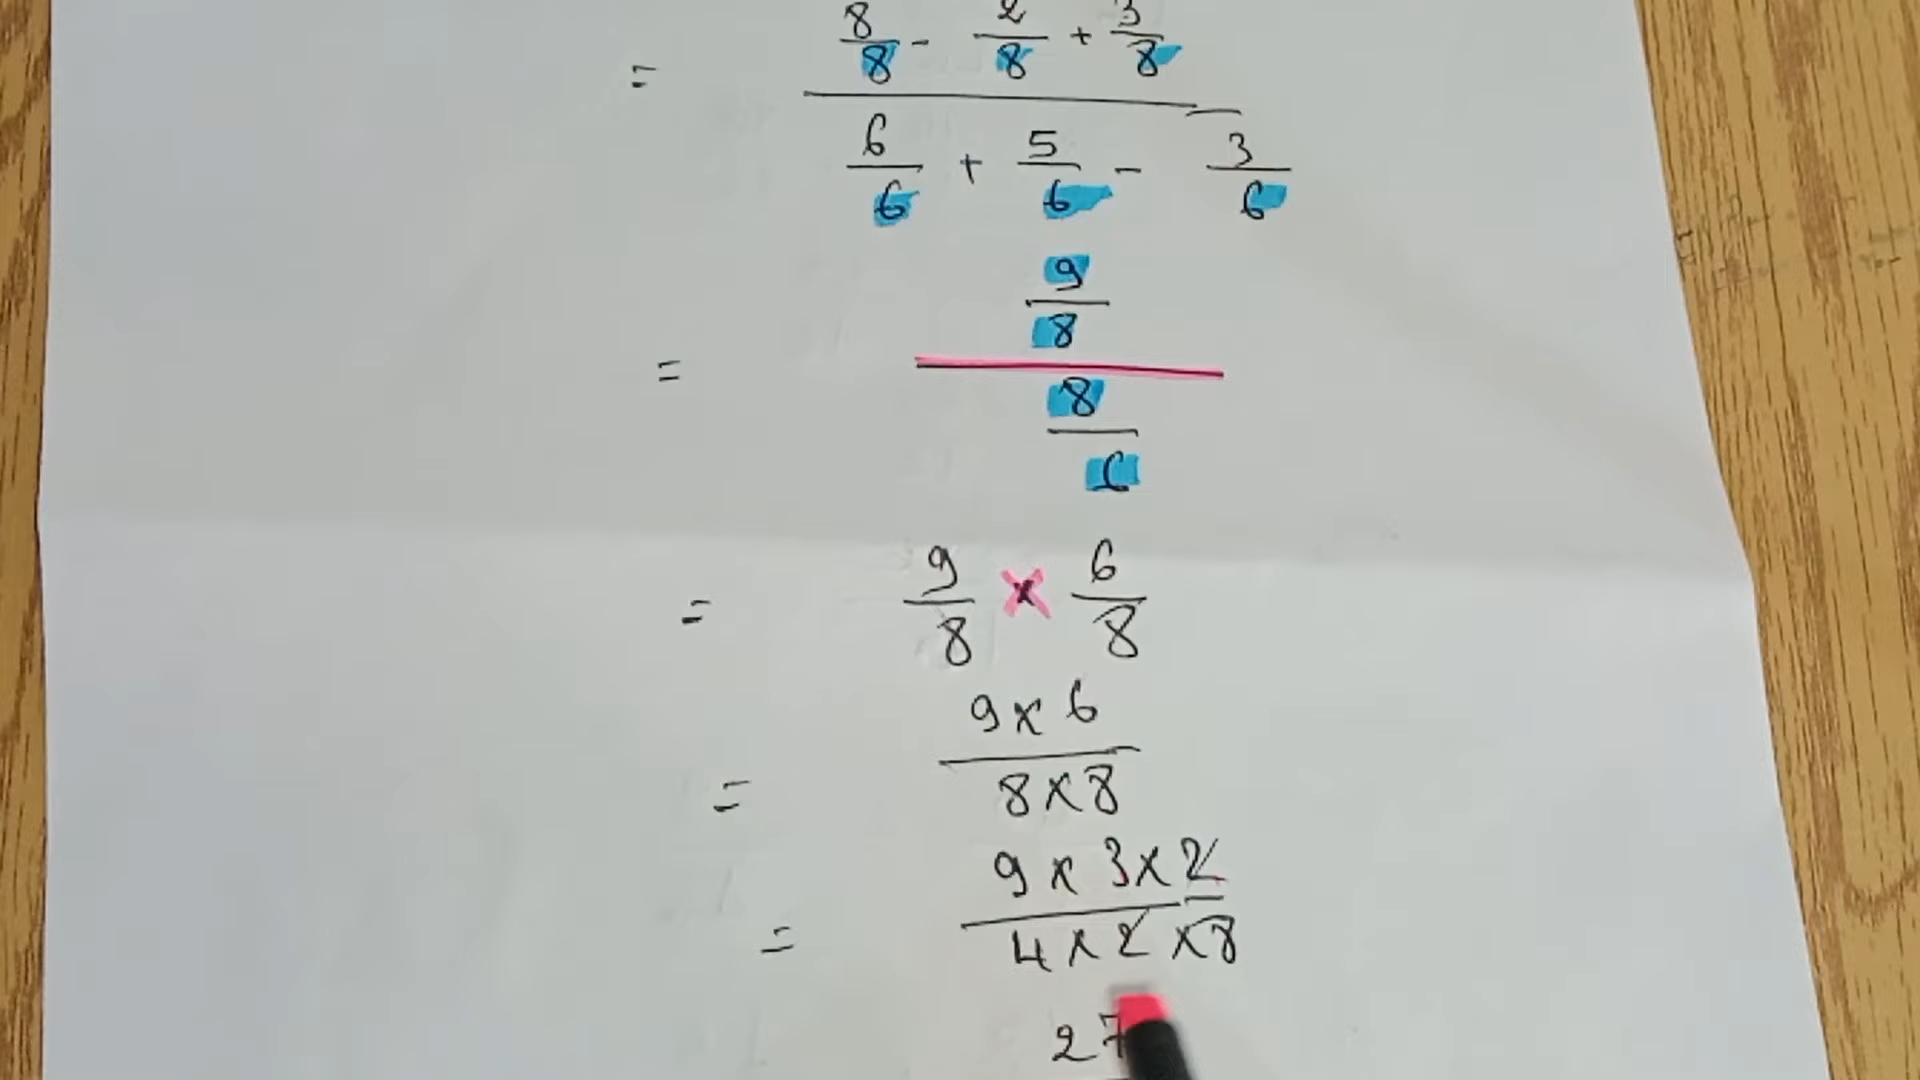 = (8/8 - 2/8 + 3/8) / (6/6 + 5/6 - 3/6)
= (9/8) / (8/6)
= 9/8 × 6/8
= (9 × 6) / (8 × 8)
= (9 × 3 × 2) / (4 × 2 × 8)
27